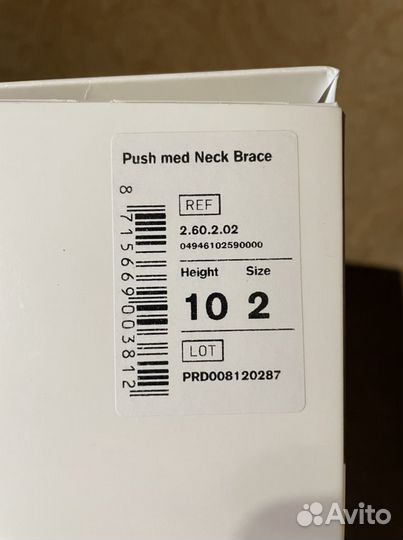 Push med Neck Brace
8 715669 003812
REF
2.60.2.02
04946102590000
Height Size
10 2
LOT
PRD008120287
Avito